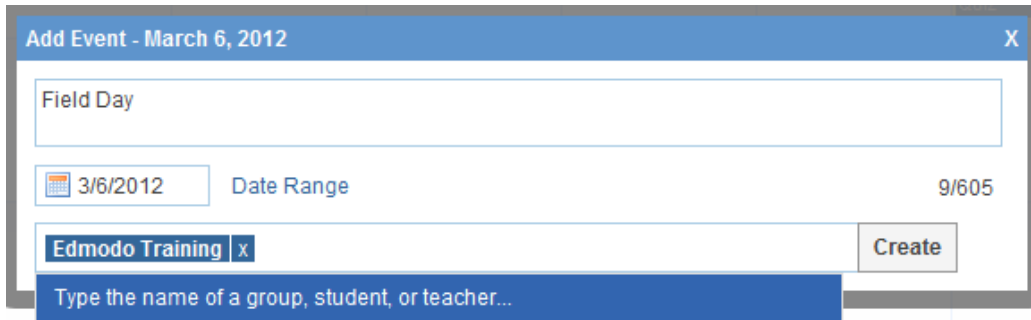 Add Event - March 6, 2012 X
Field Day
3/6/2012 Date Range 9/605
Edmodo Training x Create
Type the name of a group, student, or teacher...